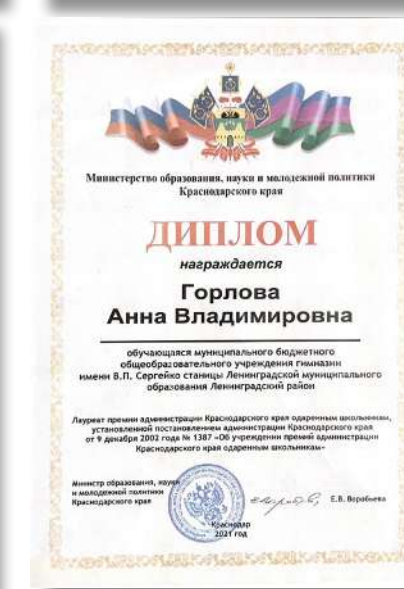 Министерство образования, науки и молодежной политики
Краснодарского края
ДИПЛОМ
награждается
Горлова
Анна Владимировна
обучающаяся муниципального бюджетного
общеобразовательного учреждения гимназии
имени В.П. Сергейко станицы Ленинградской муниципального
образования Ленинградский район
Лауреат премии администрации Краснодарского края одаренным школьникам,
установленной постановлением администрации Краснодарского края
от 9 декабря 2002 года № 1387 «Об учреждении премий администрации
Краснодарского края одаренным школьникам»
Министр образования, науки
и молодежной политики
Краснодарского края
Е.В. Воробьева
Краснодар
2021 год